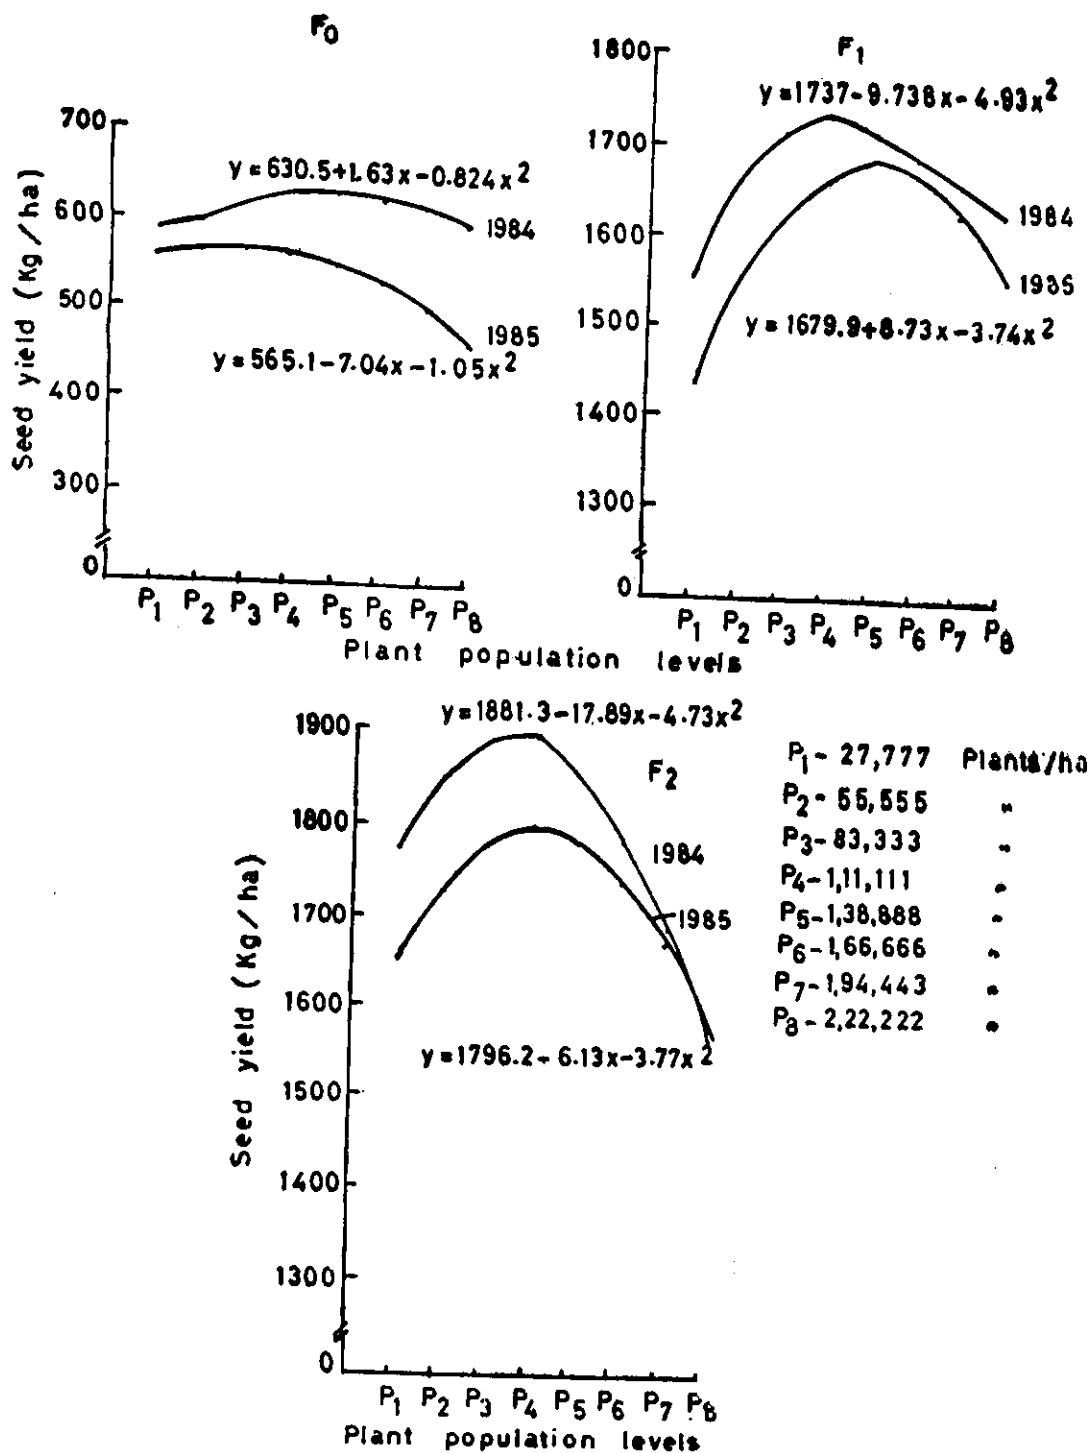 F0
700
600
500
400
300
0
Seed yield (Kg/ha)
y=630.5+1.63x-0.824x²
1984
1985
y=565.1-7.04x-1.05x²
P1 P2 P3 P4 P5 P6 P7 P8
F1
1800
1700
1600
1500
1400
1300
0
y=1737-9.738x-4.93x²
1984
1985
y=1679.9+8.73x-3.74x²
P1 P2 P3 P4 P5 P6 P7 P8
Plant population levels
F2
1900
1800
1700
1600
1500
1400
1300
0
Seed yield (Kg/ha)
y=1881.3-17.89x-4.73x²
1984
1985
y=1796.2-6.13x-3.77x²
P1 P2 P3 P4 P5 P6 P7 P8
Plant population levels
P1- 27,777 Plants/ha
P2- 55,555 "
P3- 83,333 "
P4-1,11,111 "
P5-1,38,888 "
P6-1,66,666 "
P7-1,94,443 "
P8-2,22,222 "